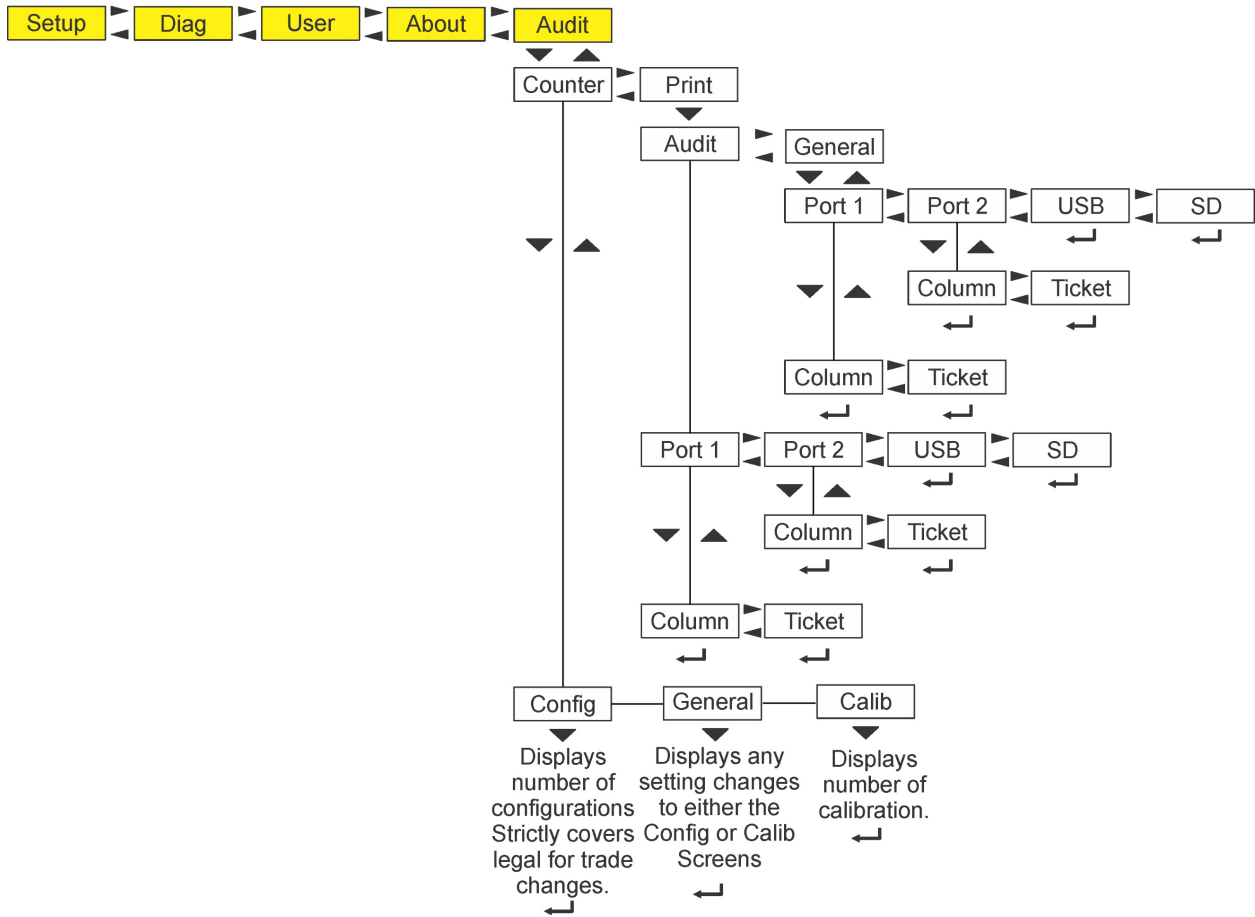 Setup
Diag
User
About
Audit
Counter
Print
Audit
General
Port 1
Port 2
USB
SD
Column
Ticket
Column
Ticket
Port 1
Port 2
USB
SD
Column
Ticket
Column
Ticket
Config
General
Calib
Displays
number of
configurations
Strictly covers
legal for trade
changes.
Displays any
setting changes
to either the
Config or Calib
Screens
Displays
number of
calibration.